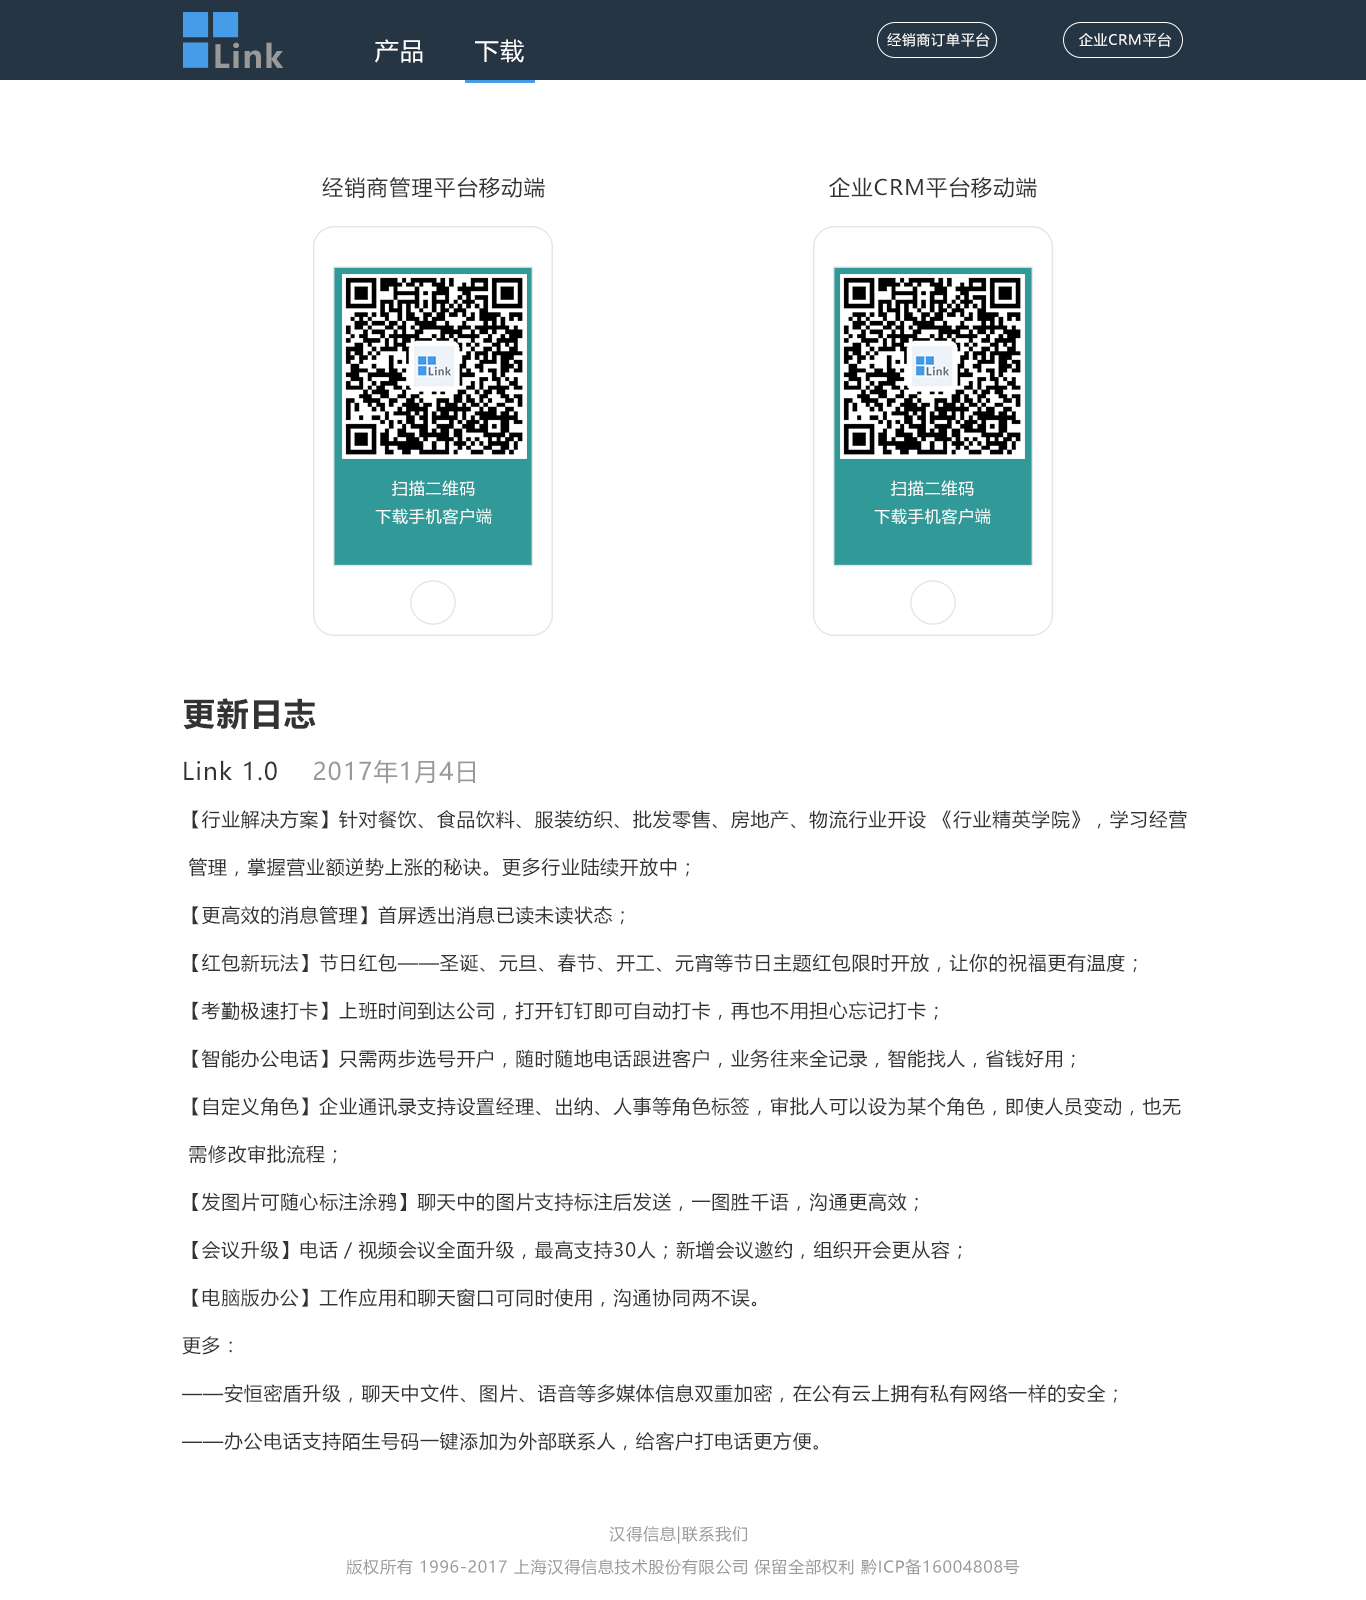 Link
产品
下载
经销商订单平台
企业CRM平台
经销商管理平台移动端
企业CRM平台移动端
Link
Link
扫描二维码
下载手机客户端
扫描二维码
下载手机客户端
更新日志
Link 1.0 2017年1月4日
【行业解决方案】针对餐饮、食品饮料、服装纺织、批发零售、房地产、物流行业开设 《行业精英学院》，学习经营
管理，掌握营业额逆势上涨的秘诀。更多行业陆续开放中；
【更高效的消息管理】首屏透出消息已读未读状态；
【红包新玩法】节日红包——圣诞、元旦、春节、开工、元宵等节日主题红包限时开放，让你的祝福更有温度；
【考勤极速打卡】上班时间到达公司，打开钉钉即可自动打卡，再也不用担心忘记打卡；
【智能办公电话】只需两步选号开户，随时随地电话跟进客户，业务往来全记录，智能找人，省钱好用；
【自定义角色】企业通讯录支持设置经理、出纳、人事等角色标签，审批人可以设为某个角色，即使人员变动，也无
需修改审批流程；
【发图片可随心标注涂鸦】聊天中的图片支持标注后发送，一图胜千语，沟通更高效；
【会议升级】电话 / 视频会议全面升级，最高支持30人；新增会议邀约，组织开会更从容；
【电脑版办公】工作应用和聊天窗口可同时使用，沟通协同两不误。
更多：
——安恒密盾升级，聊天中文件、图片、语音等多媒体信息双重加密，在公有云上拥有私有网络一样的安全；
——办公电话支持陌生号码一键添加为外部联系人，给客户打电话更方便。
汉得信息|联系我们
版权所有 1996-2017 上海汉得信息技术股份有限公司 保留全部权利 黔ICP备16004808号